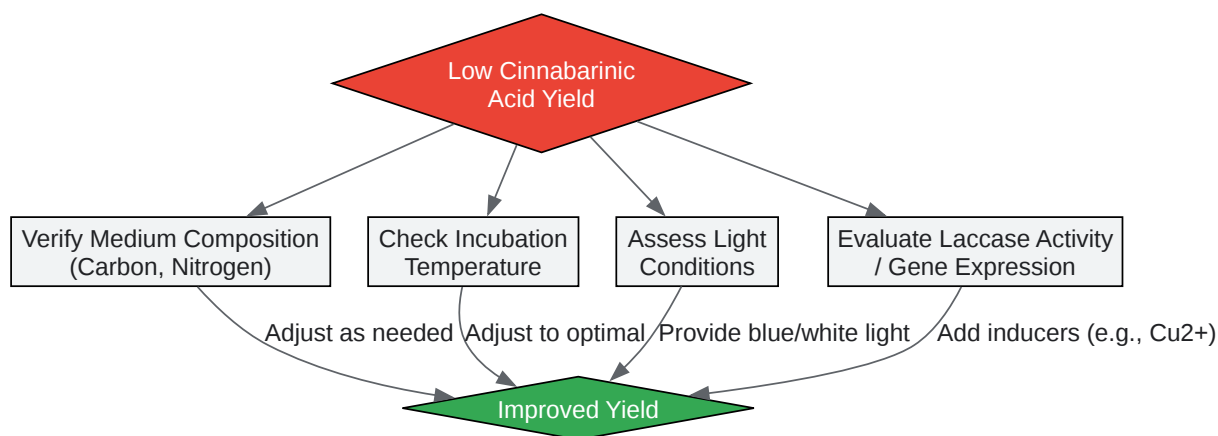 Low Cinnabarinic
Acid Yield
Verify Medium Composition
(Carbon, Nitrogen)
Check Incubation
Temperature
Assess Light
Conditions
Evaluate Laccase Activity
/ Gene Expression
Adjust as needed
Adjust to optimal
Provide blue/white light
Add inducers (e.g., Cu2+)
Improved Yield